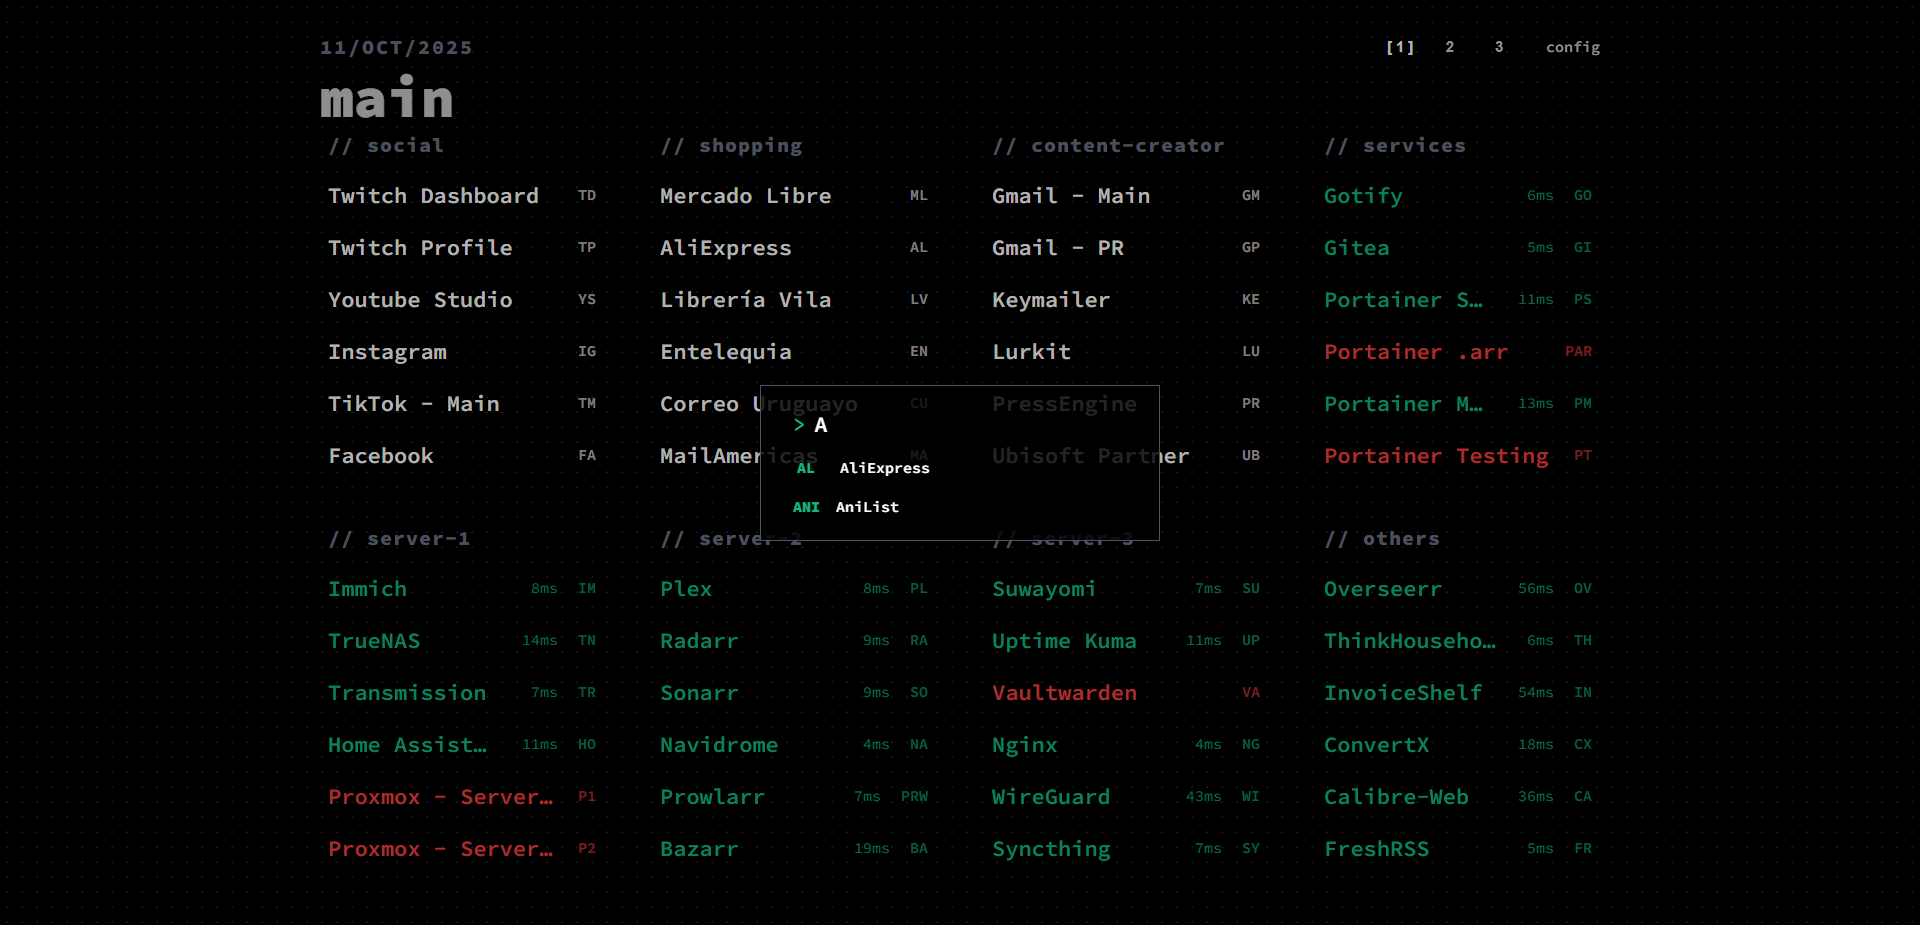 11/OCT/2025
[1] 2 3 config
main
// social
Twitch Dashboard TD
Twitch Profile TP
Youtube Studio YS
Instagram IG
TikTok - Main TM
Facebook FA
// shopping
Mercado Libre ML
AliExpress AL
Librería Vila LV
Entelequia EN
Correo Uruguayo CU
MailAmericas MA
// content-creator
Gmail - Main GM
Gmail - PR GP
Keymailer KE
Lurkit LU
PressEngine PR
Ubisoft Partner UB
// services
Gotify 6ms GO
Gitea 5ms GI
Portainer S… 11ms PS
Portainer .arr PAR
Portainer M… 13ms PM
Portainer Testing PT
> A
AL AliExpress
ANI AniList
// server-1
Immich 8ms IM
TrueNAS 14ms TN
Transmission 7ms TR
Home Assist… 11ms HO
Proxmox - Server… P1
Proxmox - Server… P2
// server-2
Plex 8ms PL
Radarr 9ms RA
Sonarr 9ms SO
Navidrome 4ms NA
Prowlarr 7ms PRW
Bazarr 19ms BA
// server-3
Suwayomi 7ms SU
Uptime Kuma 11ms UP
Vaultwarden VA
Nginx 4ms NG
WireGuard 43ms WI
Syncthing 7ms SY
// others
Overseerr 56ms OV
ThinkHouseho… 6ms TH
InvoiceShelf 54ms IN
ConvertX 18ms CX
Calibre-Web 36ms CA
FreshRSS 5ms FR